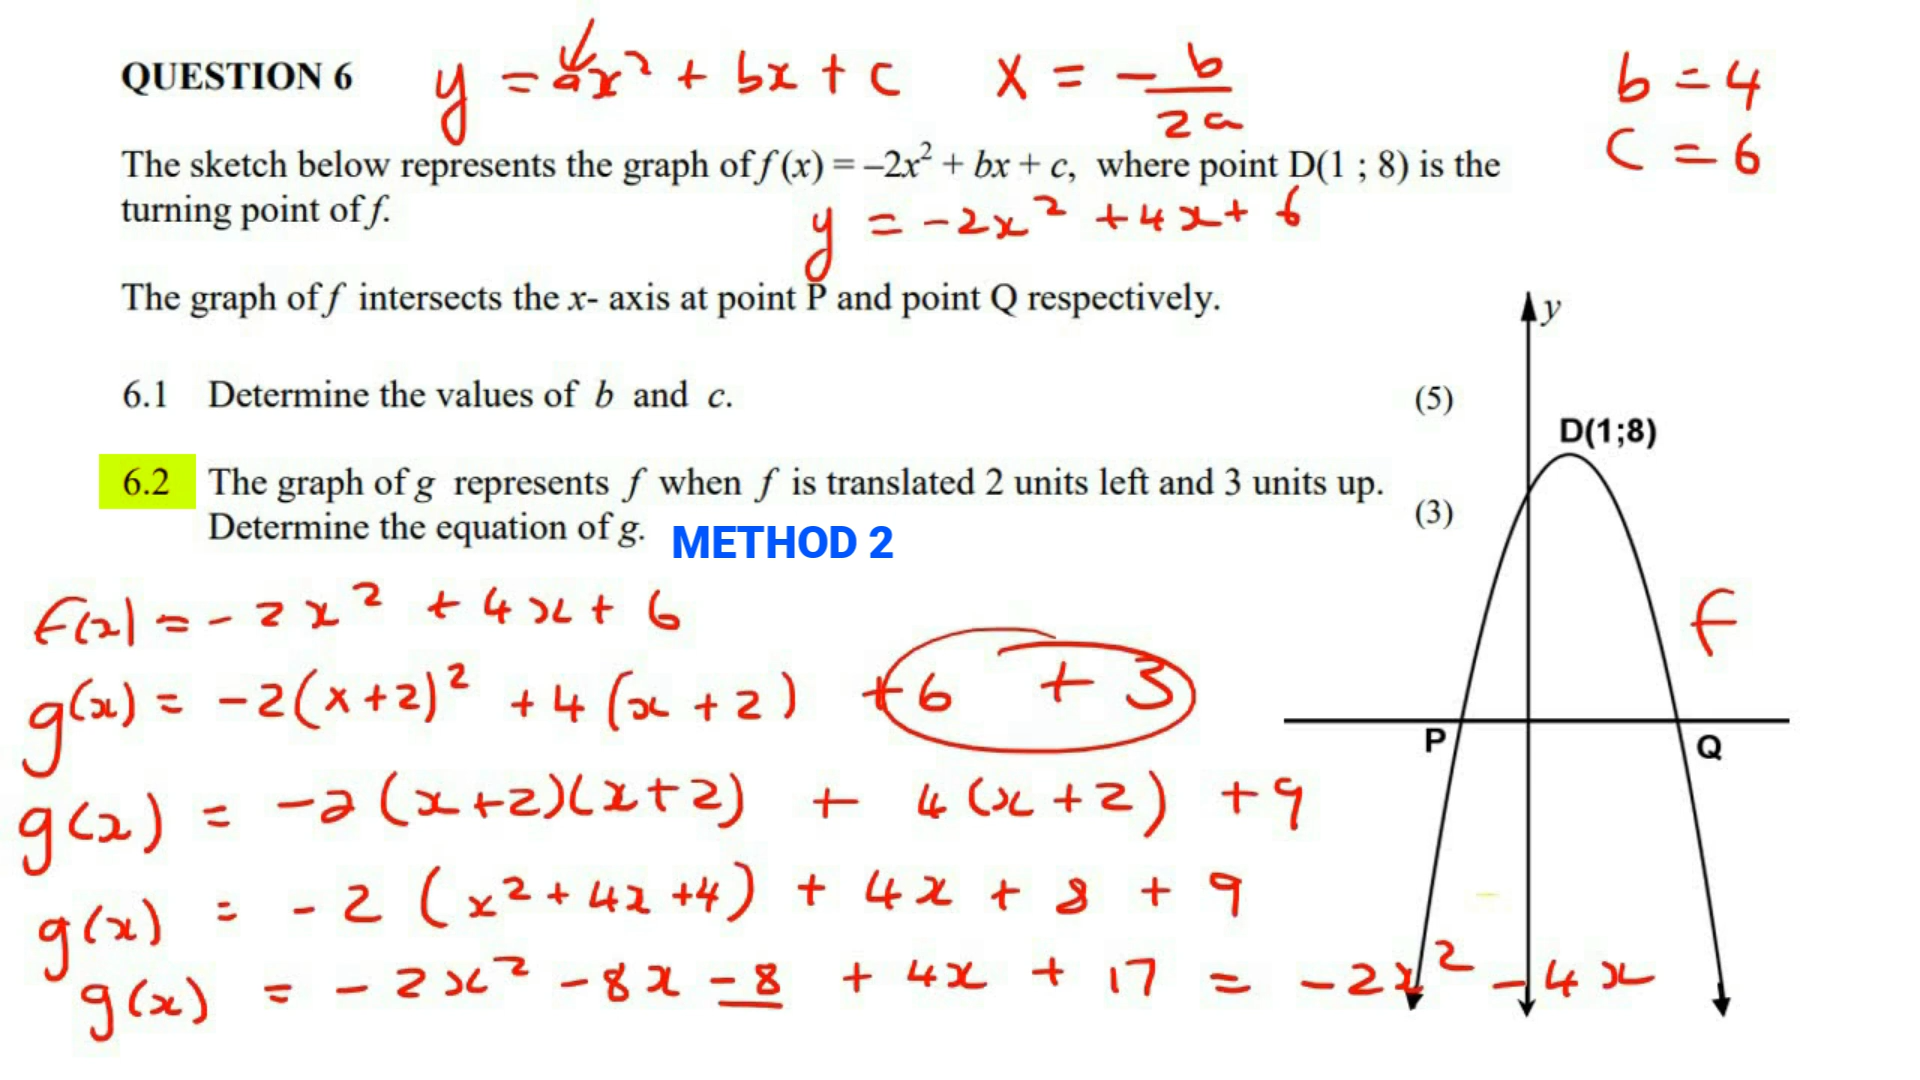 QUESTION 6
y = ax² + bx + c
x = -b/2a
b = 4
c = 6
The sketch below represents the graph of f(x) = –2x² + bx + c, where point D(1 ; 8) is the
turning point of f.
y = -2x² + 4x + 6
The graph of f intersects the x- axis at point P and point Q respectively.
6.1 Determine the values of b and c. (5)
6.2 The graph of g represents f when f is translated 2 units left and 3 units up.
Determine the equation of g. (3)
METHOD 2
y
D(1;8)
f
P
Q
f(x) = -2x² + 4x + 6
g(x) = -2(x+2)² + 4(x+2) +6 +3
g(x) = -2(x+2)(x+2) + 4(x+2) +9
g(x) = -2(x²+4x+4) + 4x + 8 + 9
g(x) = -2x² -8x -8 + 4x + 17 = -2x² -4x